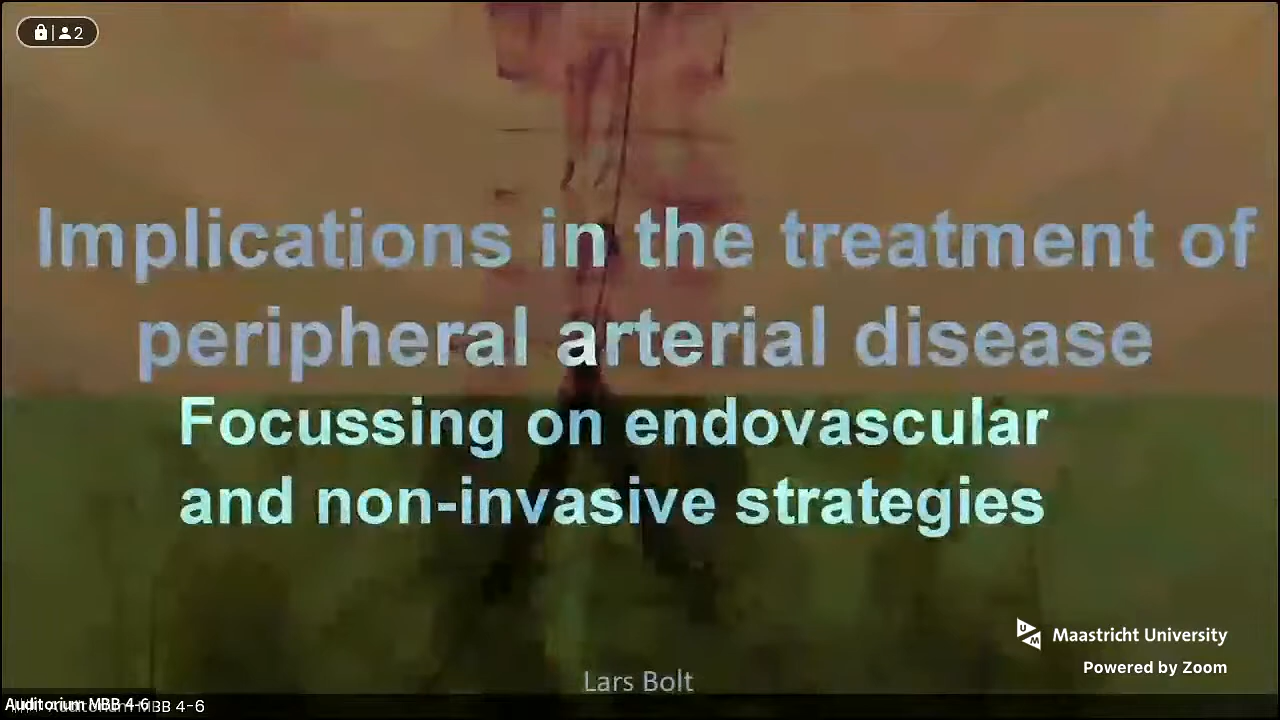 2
Implications in the treatment of
peripheral arterial disease
Focussing on endovascular
and non-invasive strategies
UM
Maastricht University
Powered by Zoom
Lars Bolt
Auditorium MBB 4-6